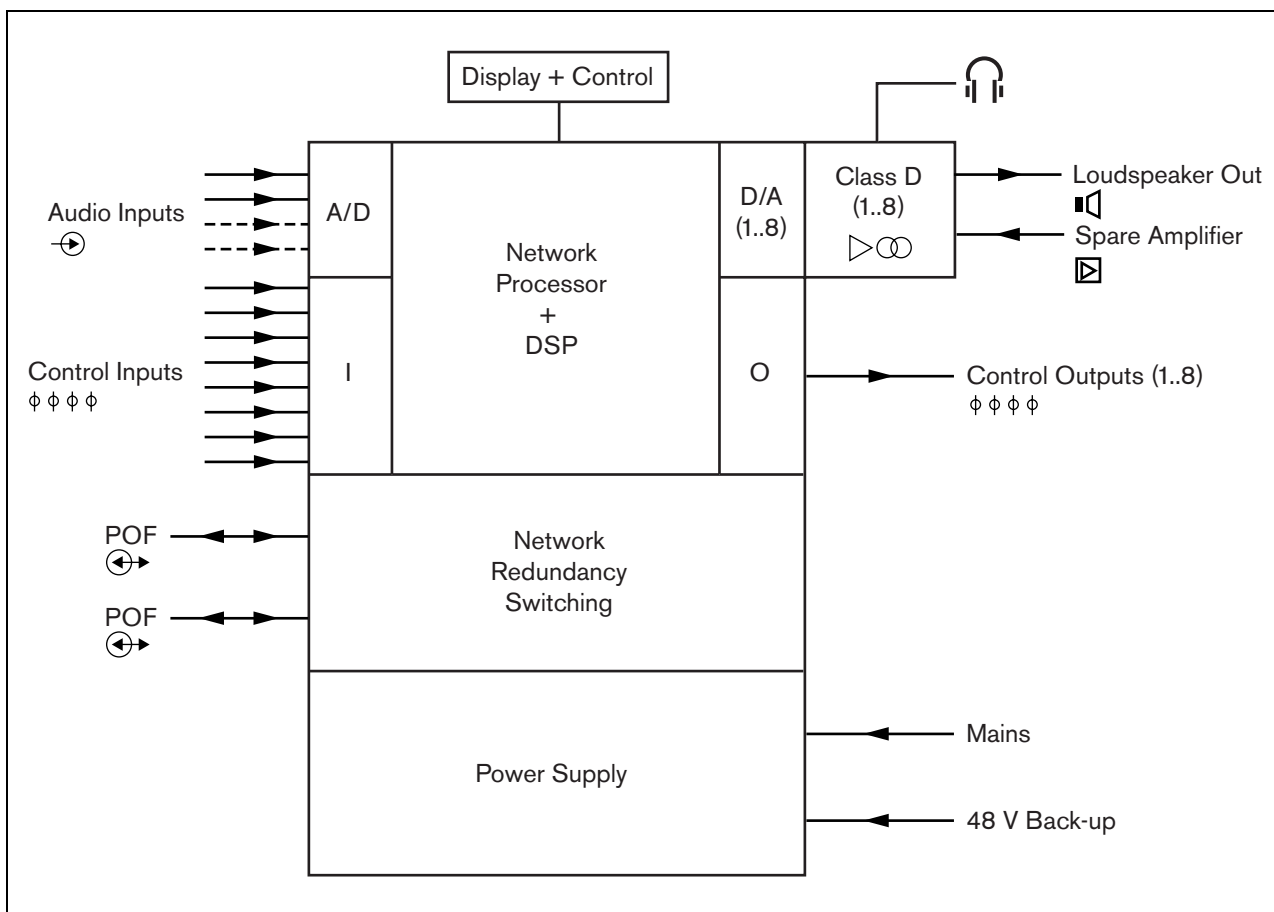 Display + Control
Audio Inputs
A/D
Network
Processor
+
DSP
D/A
(1..8)
Class D
(1..8)
Loudspeaker Out
Spare Amplifier
Control Inputs
I
O
Control Outputs (1..8)
POF
POF
Network
Redundancy
Switching
Power Supply
Mains
48 V Back-up